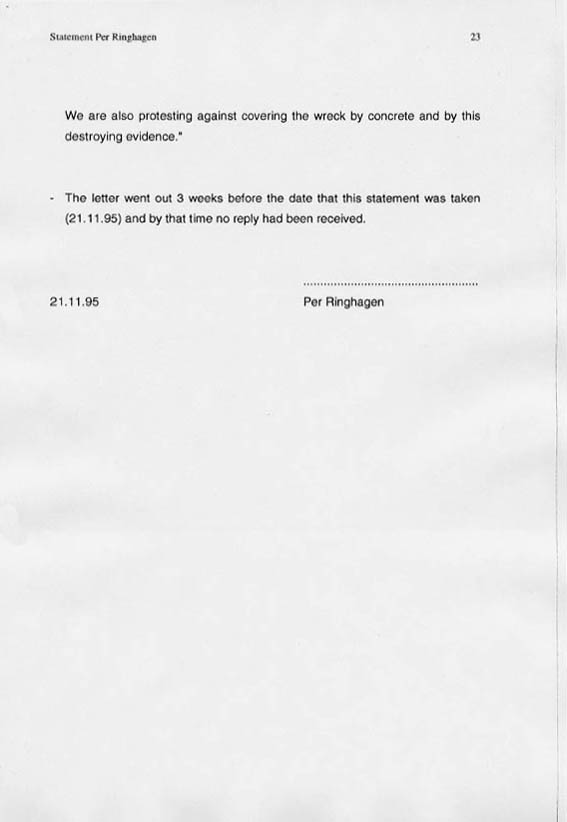 Statement Per Ringhagen 23
We are also protesting against covering the wreck by concrete and by this
destroying evidence."
- The letter went out 3 weeks before the date that this statement was taken
(21.11.95) and by that time no reply had been received.
....................................................
21.11.95 Per Ringhagen